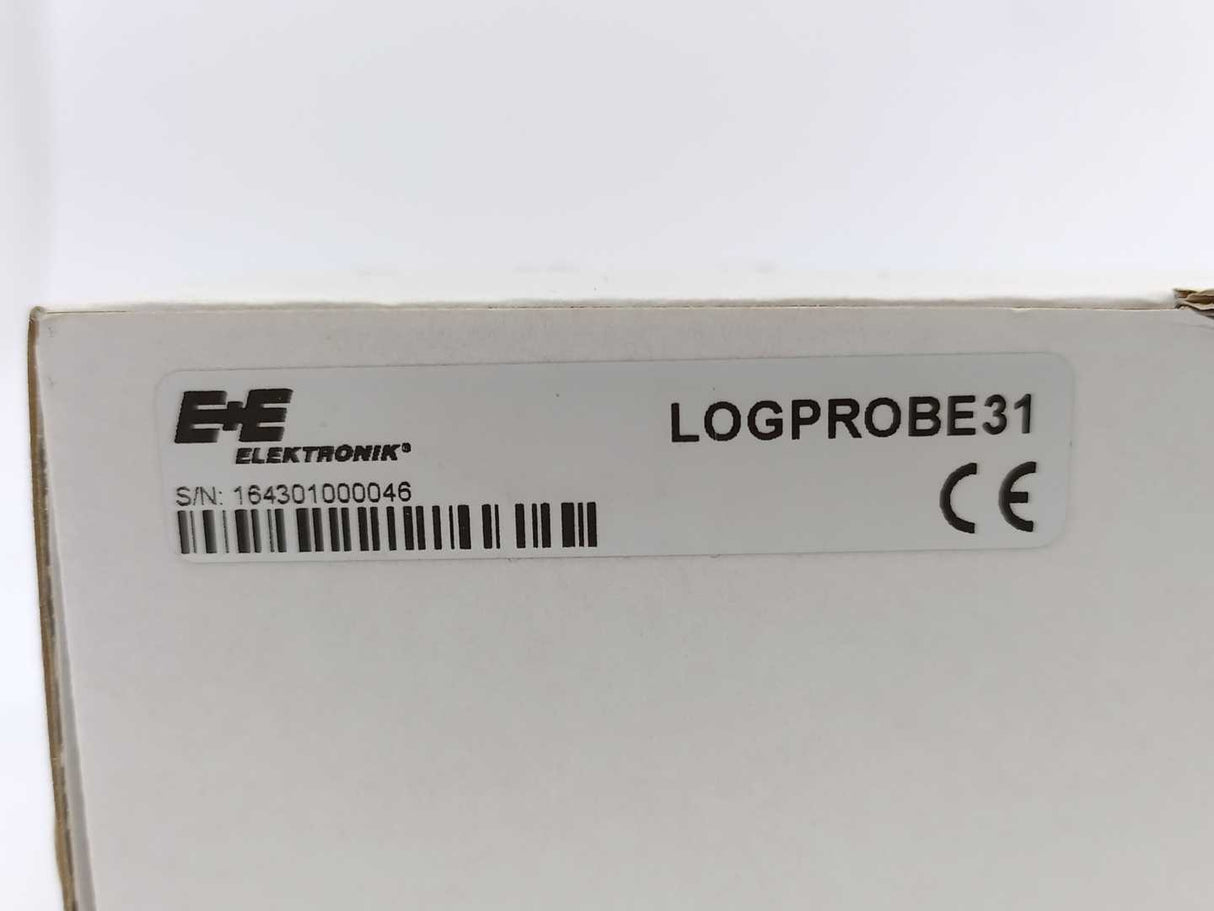 E+E
ELEKTRONIK®
LOGPROBE31
S/N: 164301000046
CE